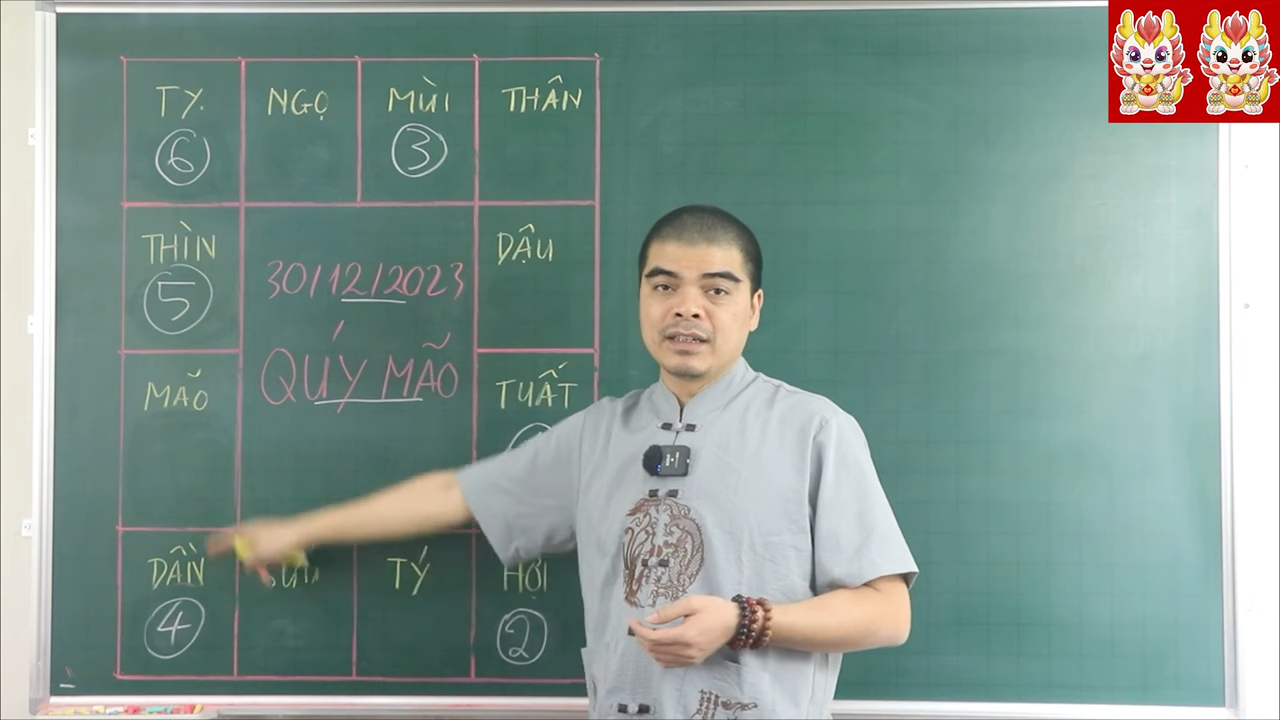 TỴ
6
NGỌ
MÙI
3
THÂN
THÌN
5
30/12/2023
QUÝ MÃO
DẬU
MÃO
TUẤT
DẦN
4
TÝ
HỢI
2